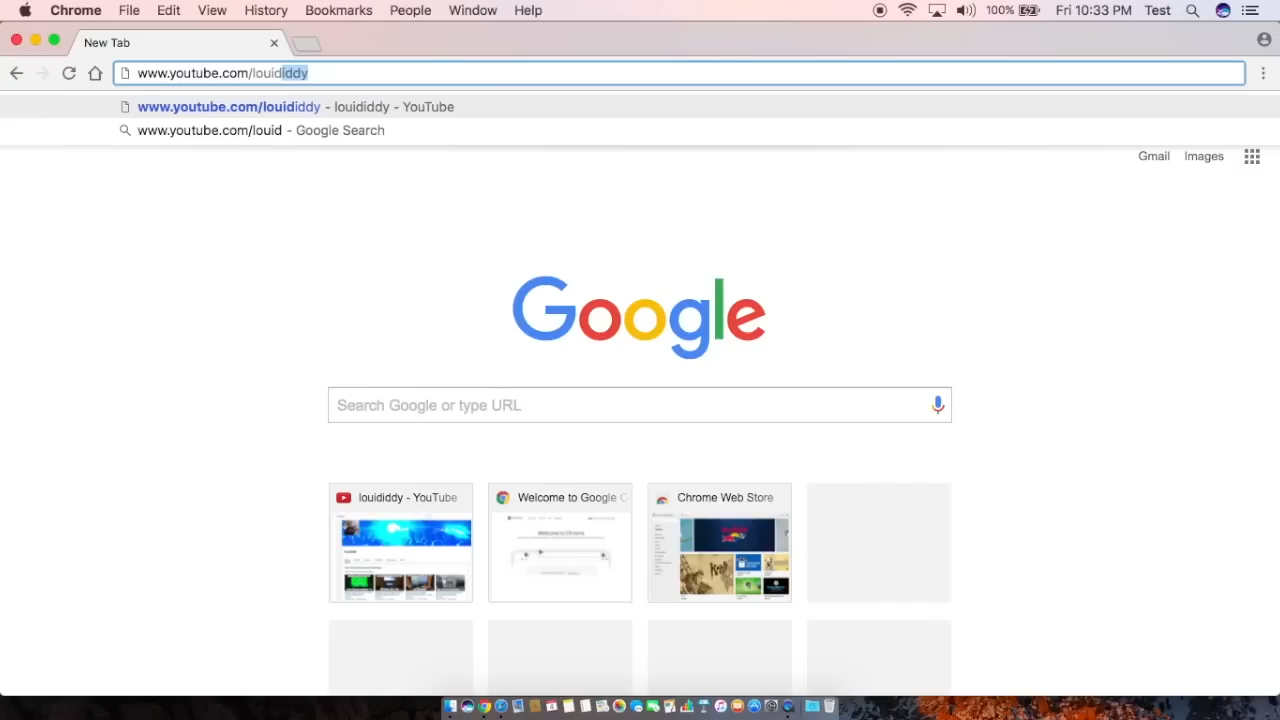 Chrome File Edit View History Bookmarks People Window Help 100% Fri 10:33 PM Test
New Tab
www.youtube.com/louididdy
www.youtube.com/louididdy - louididdy - YouTube
www.youtube.com/louid - Google Search
Gmail Images
Google
Search Google or type URL
louididdy - YouTube Welcome to Google C Chrome Web Store